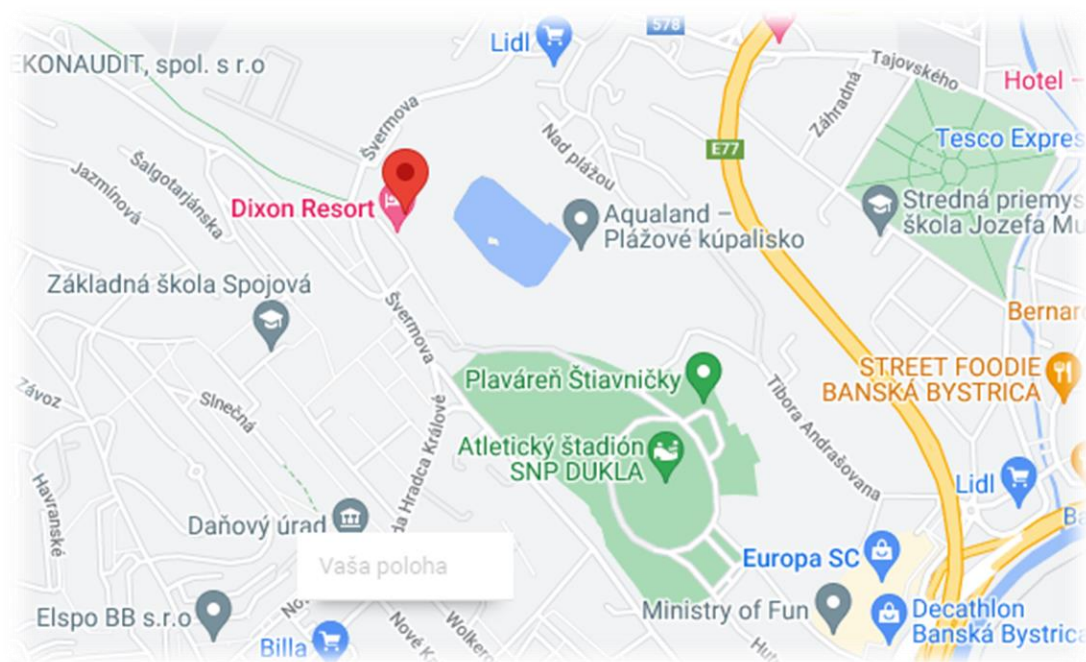 578
Lidl
EKONAUDIT, spol. s r.o
Tajovského
Hotel -
Švermova
Záhradná
Nad plážou
E77
Tesco Expres
Šalgotarjánska
Jazmínová
Dixon Resort
Aqualand –
Plážové kúpalisko
Stredná priemys
škola Jozefa Mu
Základná škola Spojová
Švermova
Bernar
Plaváreň Štiavničky
STREET FOODIE
BANSKÁ BYSTRICA
Závoz
Slnečná
Tibora Andrašovana
Atletický štadión
SNP DUKLA
da Hradca Králové
Havranské
Lidl
Daňový úrad
Vaša poloha
Europa SC
Elspo BB s.r.o
Ministry of Fun
Decathlon
Banská Bystrica
Billa
Nové K
Wolker